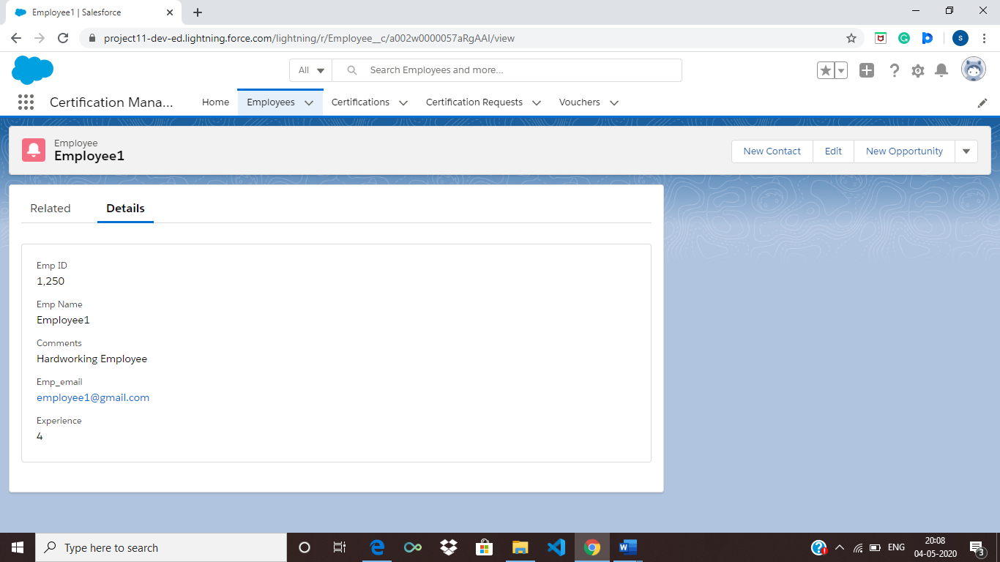 Employee1 | Salesforce
project11-dev-ed.lightning.force.com/lightning/r/Employee__c/a002w0000057aRgAAI/view
S
All
Search Employees and more...
Certification Mana...
Home
Employees
Certifications
Certification Requests
Vouchers
Employee
Employee1
New Contact
Edit
New Opportunity
Related
Details
Emp ID
1,250
Emp Name
Employee1
Comments
Hardworking Employee
Emp_email
employee1@gmail.com
Experience
4
Type here to search
ENG
20:08
04-05-2020
3